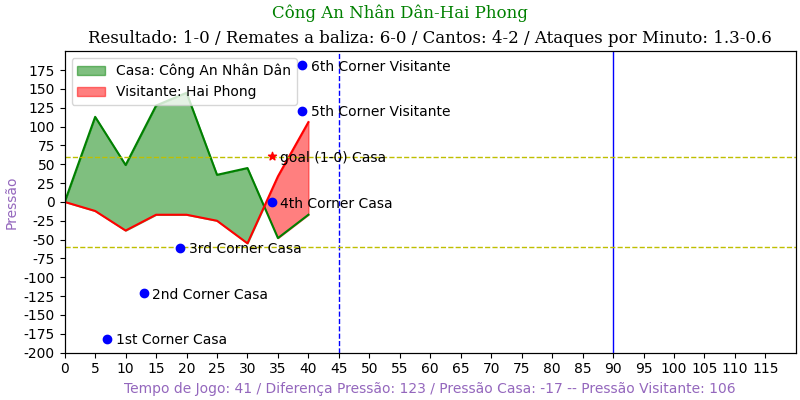 Công An Nhân Dân-Hai Phong
Resultado: 1-0 / Remates a baliza: 6-0 / Cantos: 4-2 / Ataques por Minuto: 1.3-0.6
Casa: Công An Nhân Dân
Visitante: Hai Phong
6th Corner Visitante
5th Corner Visitante
goal (1-0) Casa
4th Corner Casa
3rd Corner Casa
2nd Corner Casa
1st Corner Casa
Pressão
175
150
125
100
75
50
25
0
-25
-50
-75
-100
-125
-150
-175
-200
0 5 10 15 20 25 30 35 40 45 50 55 60 65 70 75 80 85 90 95 100 105 110 115
Tempo de Jogo: 41 / Diferença Pressão: 123 / Pressão Casa: -17 -- Pressão Visitante: 106